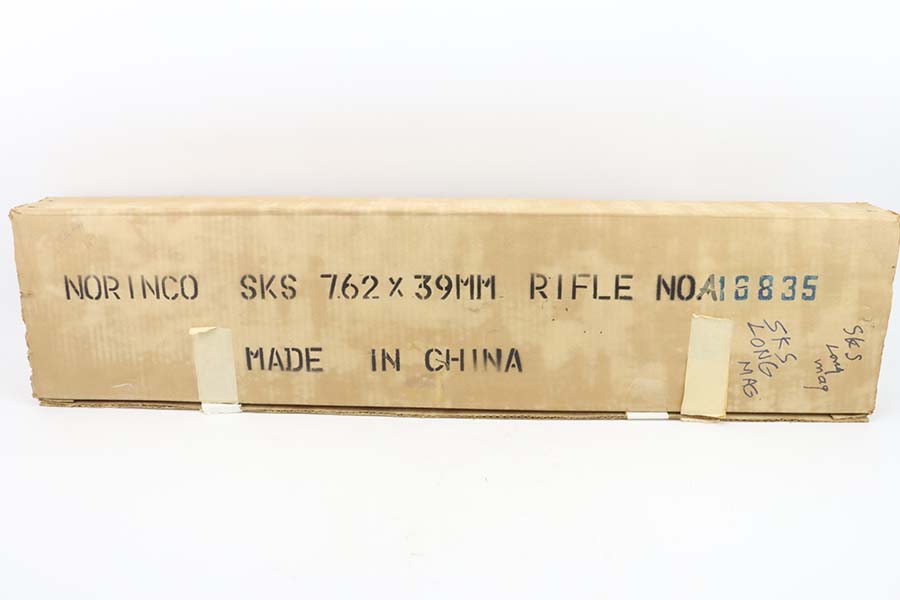 NORINCO SKS 7.62 x 39MM RIFLE NO.A16835
MADE IN CHINA
SKS
LONG
MAG
SKS
Long
mag